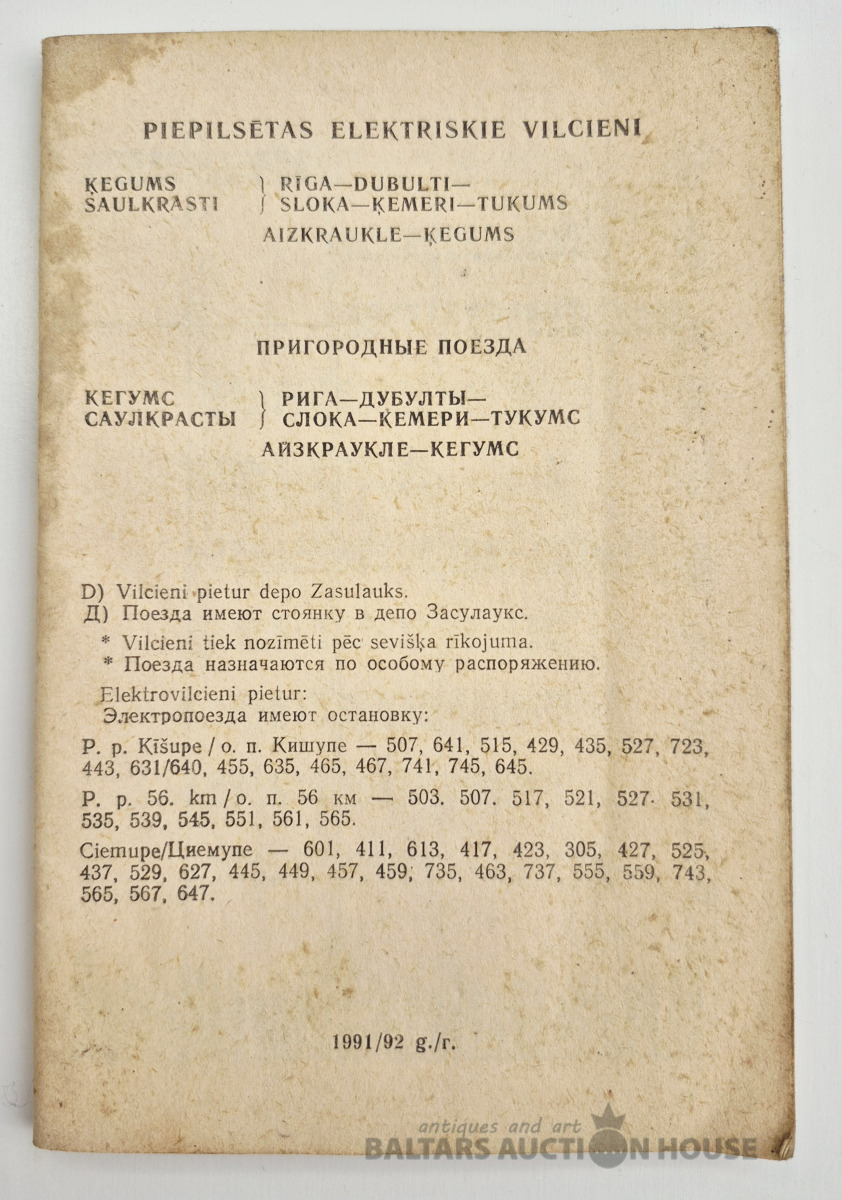 PIEPILSĒTAS ELEKTRISKIE VILCIENI
ĶEGUMS } RĪGA—DUBULTI—
SAULKRASTI } SLOKA—ĶEMERI—TUKUMS
AIZKRAUKLE—ĶEGUMS
ПРИГОРОДНЫЕ ПОЕЗДА
КЕГУМС } РИГА—ДУБУЛТЫ—
САУЛКРАСТЫ } СЛОКА—КЕМЕРИ—ТУКУМС
АЙЗКРАУКЛЕ—КЕГУМС
D) Vilcieni pietur depo Zasulauks.
Д) Поезда имеют стоянку в депо Засулаукс.
* Vilcieni tiek nozīmēti pēc sevišķa rīkojuma.
* Поезда назначаются по особому распоряжению.
Elektrovilcieni pietur:
Электропоезда имеют остановку:
P. p. Ķīšupe / о. п. Кишупе — 507, 641, 515, 429, 435, 527, 723,
443, 631/640, 455, 635, 465, 467, 741, 745, 645.
P. p. 56. km / о. п. 56 км — 503. 507. 517, 521, 527. 531,
535, 539, 545, 551, 561, 565.
Ciemupe/Циемупе — 601, 411, 613, 417, 423, 305, 427, 525,
437, 529, 627, 445, 449, 457, 459, 735, 463, 737, 555, 559, 743,
565, 567, 647.
1991/92 g./г.
antiques and art
BALTARS AUCTION HOUSE